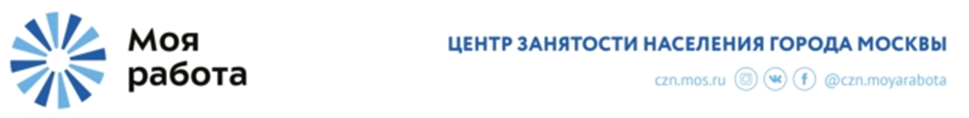 Моя
работа
ЦЕНТР ЗАНЯТОСТИ НАСЕЛЕНИЯ ГОРОДА МОСКВЫ
czn.mos.ru @czn.moyarabota